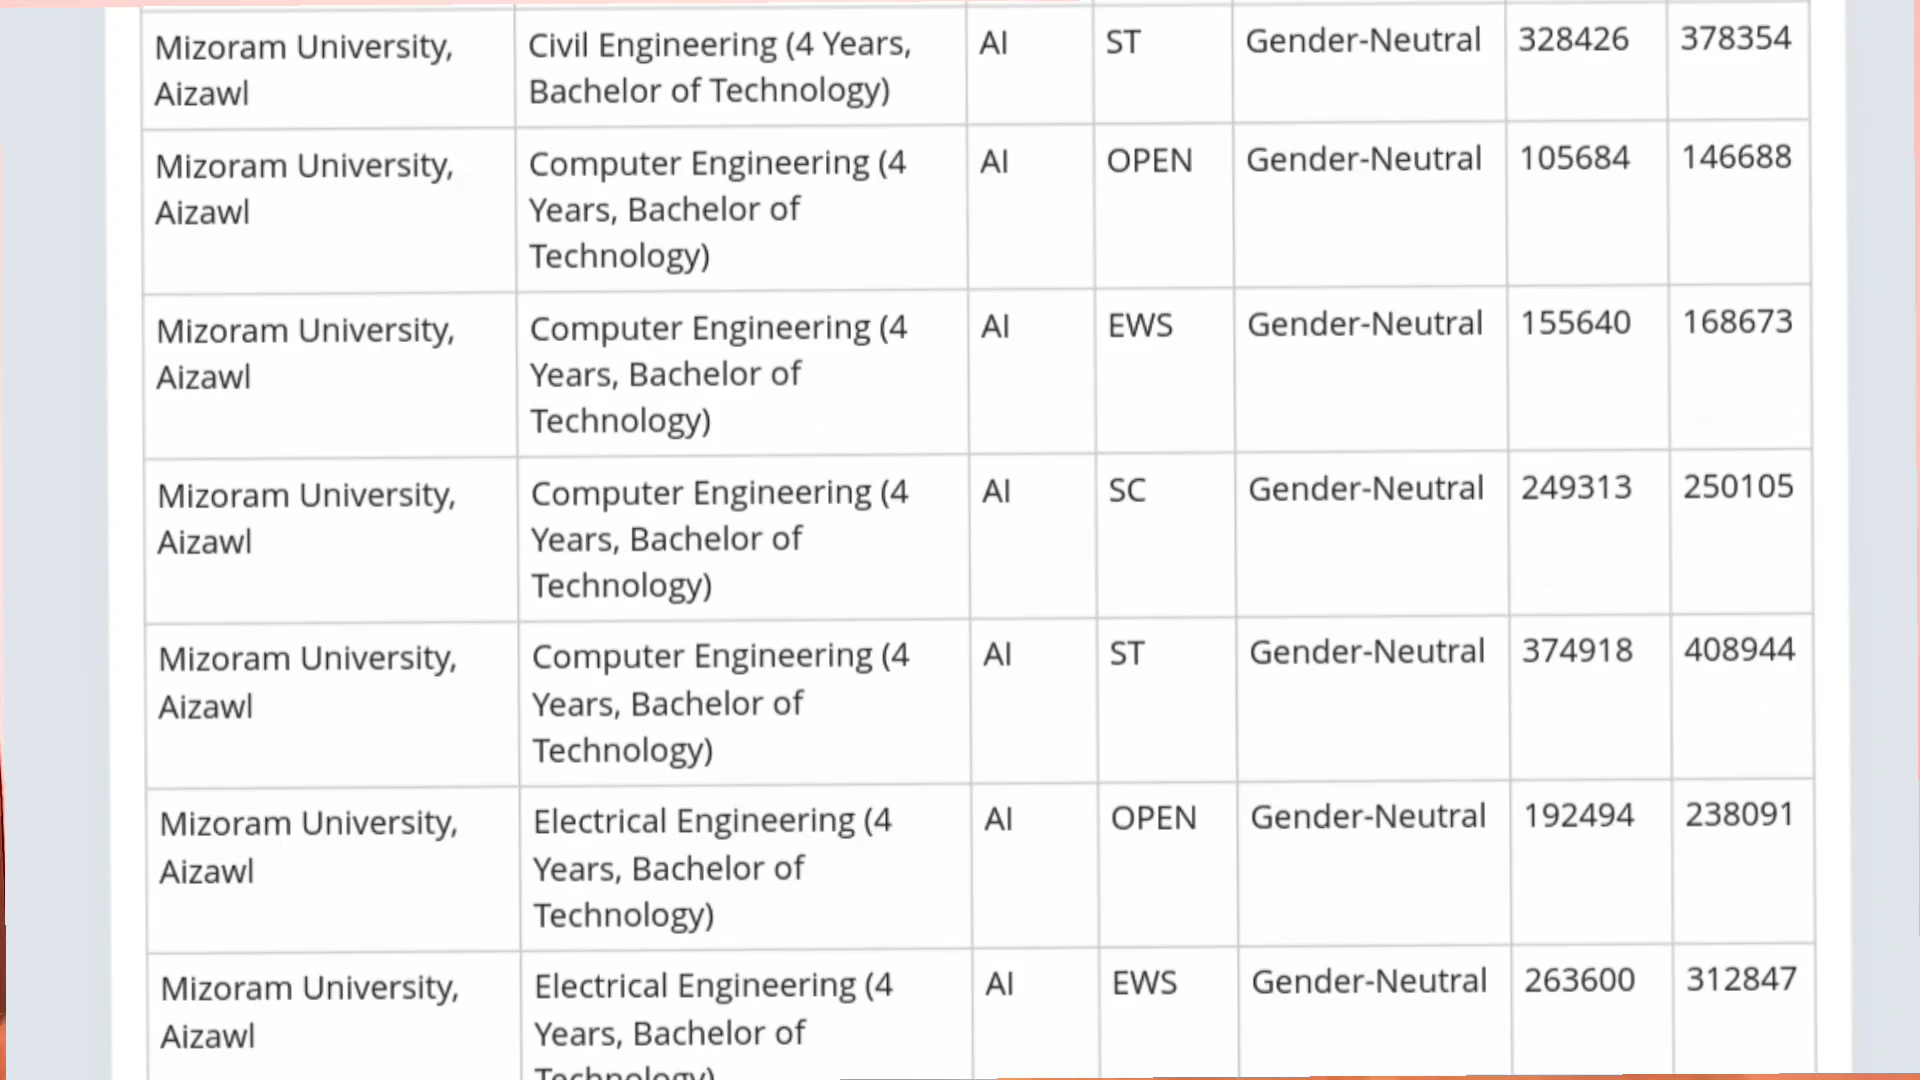 Mizoram University, Civil Engineering (4 Years, AI ST Gender-Neutral 328426 378354
Aizawl Bachelor of Technology)
Mizoram University, Computer Engineering (4 AI OPEN Gender-Neutral 105684 146688
Aizawl Years, Bachelor of
Technology)
Mizoram University, Computer Engineering (4 AI EWS Gender-Neutral 155640 168673
Aizawl Years, Bachelor of
Technology)
Mizoram University, Computer Engineering (4 AI SC Gender-Neutral 249313 250105
Aizawl Years, Bachelor of
Technology)
Mizoram University, Computer Engineering (4 AI ST Gender-Neutral 374918 408944
Aizawl Years, Bachelor of
Technology)
Mizoram University, Electrical Engineering (4 AI OPEN Gender-Neutral 192494 238091
Aizawl Years, Bachelor of
Technology)
Mizoram University, Electrical Engineering (4 AI EWS Gender-Neutral 263600 312847
Aizawl Years, Bachelor of
Technology)